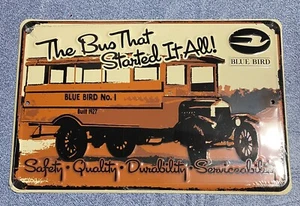 The Bus That
Started It All!
BLUE BIRD
BLUE BIRD No. 1
Built 1927
Safety • Quality • Durability • Serviceability